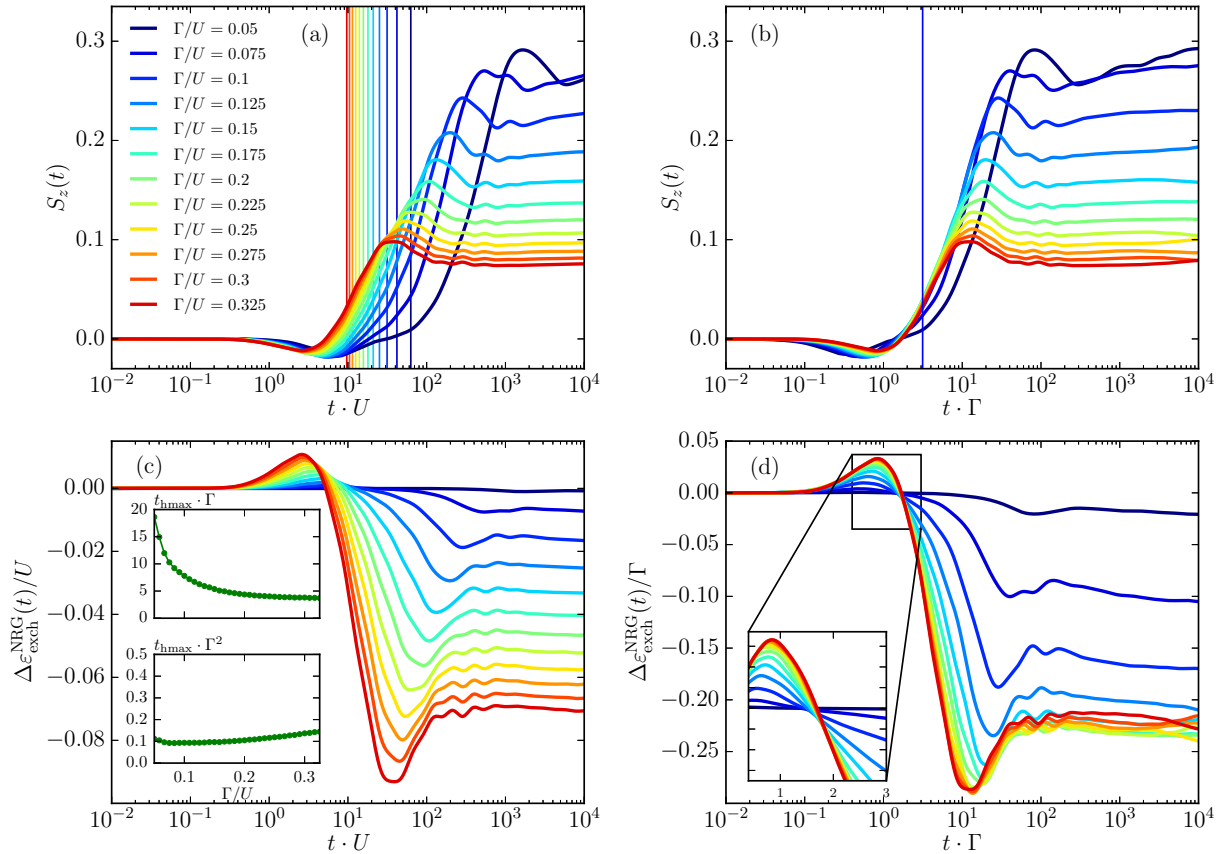 (a)
0.3
0.2
0.1
0.0
S_z(t)
Γ/U = 0.05
Γ/U = 0.075
Γ/U = 0.1
Γ/U = 0.125
Γ/U = 0.15
Γ/U = 0.175
Γ/U = 0.2
Γ/U = 0.225
Γ/U = 0.25
Γ/U = 0.275
Γ/U = 0.3
Γ/U = 0.325
10^−2 10^−1 10^0 10^1 10^2 10^3 10^4
t · U
(b)
0.3
0.2
0.1
0.0
S_z(t)
10^−2 10^−1 10^0 10^1 10^2 10^3 10^4
t · Γ
(c)
0.00
−0.02
−0.04
−0.06
−0.08
Δε_exch^NRG(t)/U
t_hmax · Γ
20
15
10
5
0
t_hmax · Γ^2
0.5
0.4
0.3
0.2
0.1
0.0
0.1 0.2 0.3
Γ/U
10^−2 10^−1 10^0 10^1 10^2 10^3 10^4
t · U
(d)
0.05
0.00
−0.05
−0.10
−0.15
−0.20
−0.25
Δε_exch^NRG(t)/Γ
1 2 3
10^−2 10^−1 10^0 10^1 10^2 10^3 10^4
t · Γ